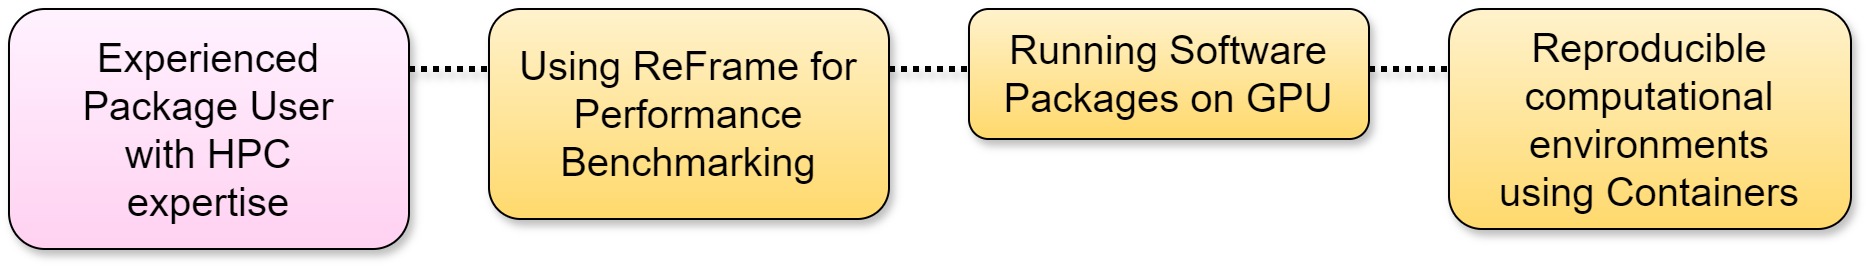 Experienced
Package User
with HPC
expertise
Using ReFrame for
Performance
Benchmarking
Running Software
Packages on GPU
Reproducible
computational
environments
using Containers